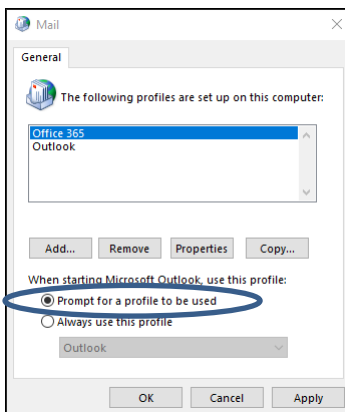 Mail
General
The following profiles are set up on this computer:
Office 365
Outlook
Add... Remove Properties Copy...
When starting Microsoft Outlook, use this profile:
Prompt for a profile to be used
Always use this profile
Outlook
OK Cancel Apply